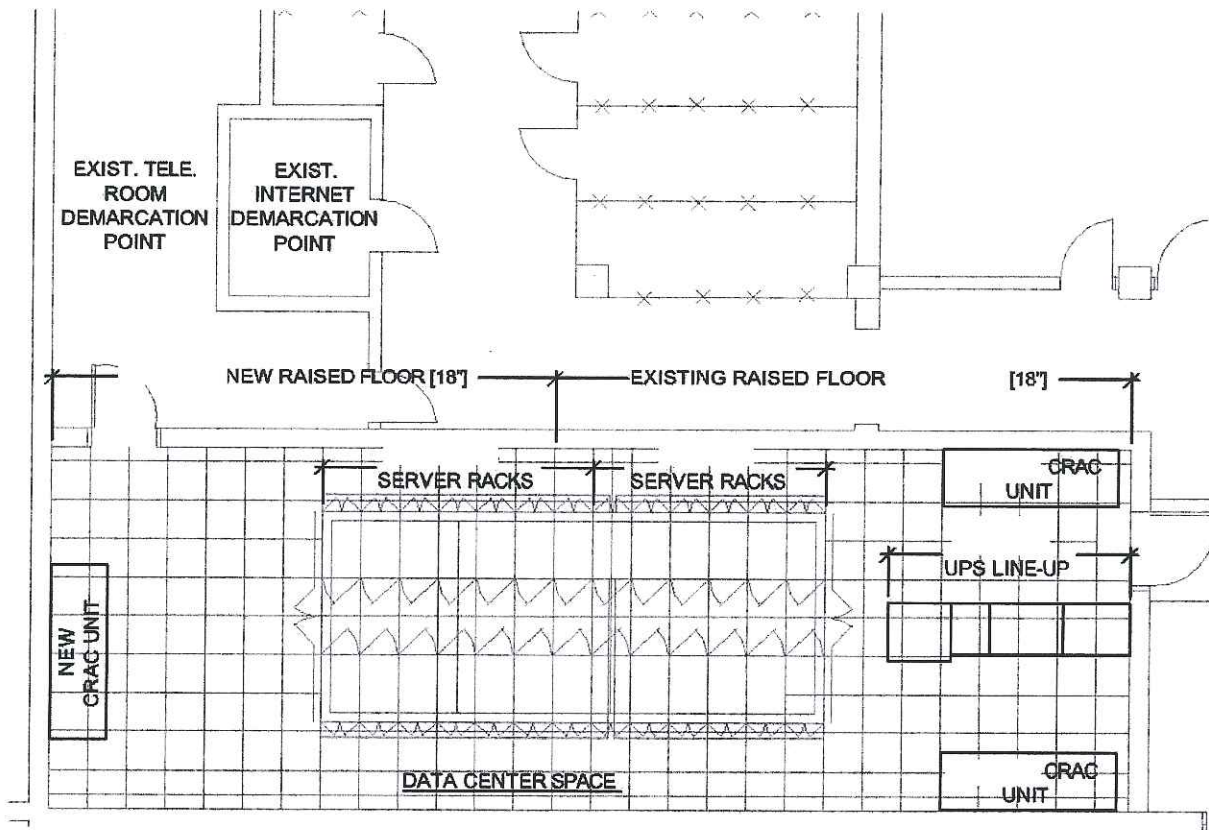 EXIST. TELE.
ROOM
DEMARCATION
POINT
EXIST.
INTERNET
DEMARCATION
POINT
NEW RAISED FLOOR [18"]
EXISTING RAISED FLOOR
[18"]
SERVER RACKS
SERVER RACKS
CRAC
UNIT
UPS LINE-UP
NEW
CRAC UNIT
DATA CENTER SPACE
CRAC
UNIT